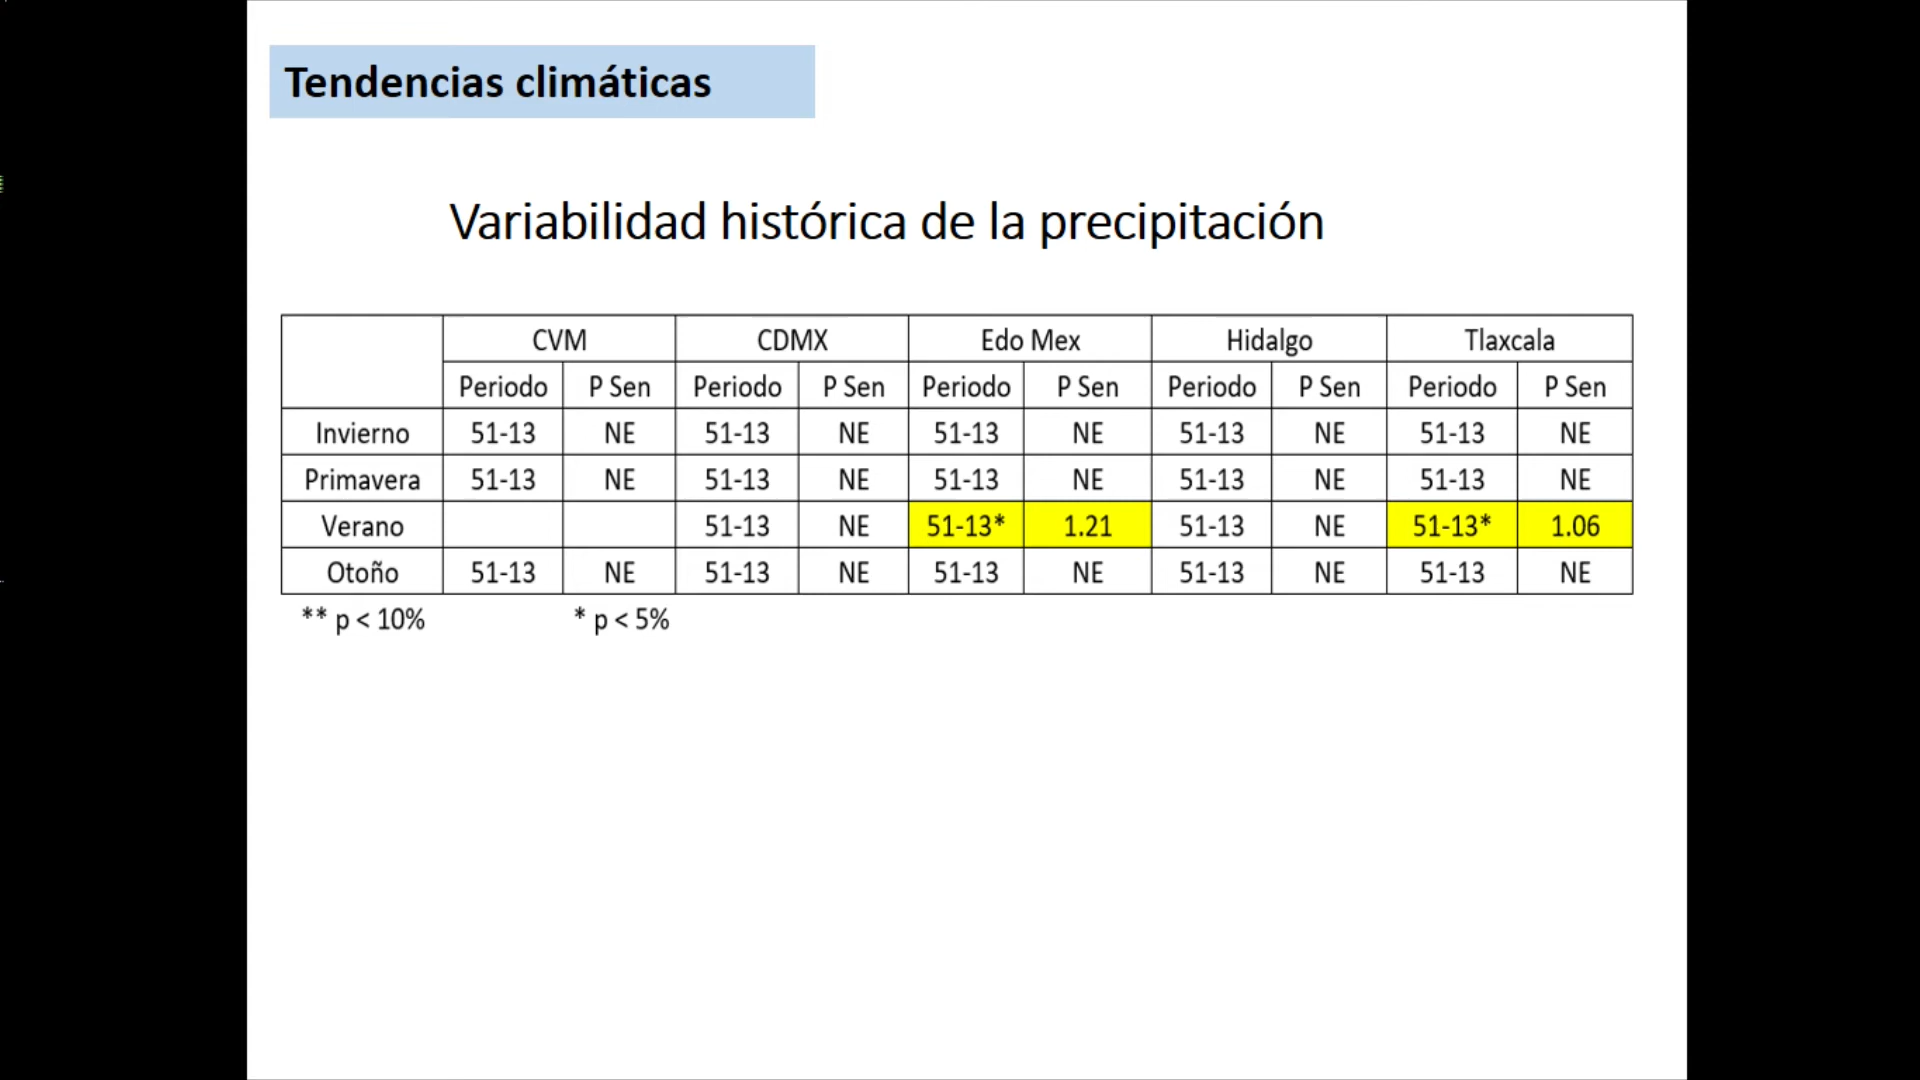 Tendencias climáticas
Variabilidad histórica de la precipitación
CVM CDMX Edo Mex Hidalgo Tlaxcala
Periodo P Sen Periodo P Sen Periodo P Sen Periodo P Sen Periodo P Sen
Invierno 51-13 NE 51-13 NE 51-13 NE 51-13 NE 51-13 NE
Primavera 51-13 NE 51-13 NE 51-13 NE 51-13 NE 51-13 NE
Verano 51-13 NE 51-13* 1.21 51-13 NE 51-13* 1.06
Otoño 51-13 NE 51-13 NE 51-13 NE 51-13 NE 51-13 NE
** p < 10% * p < 5%